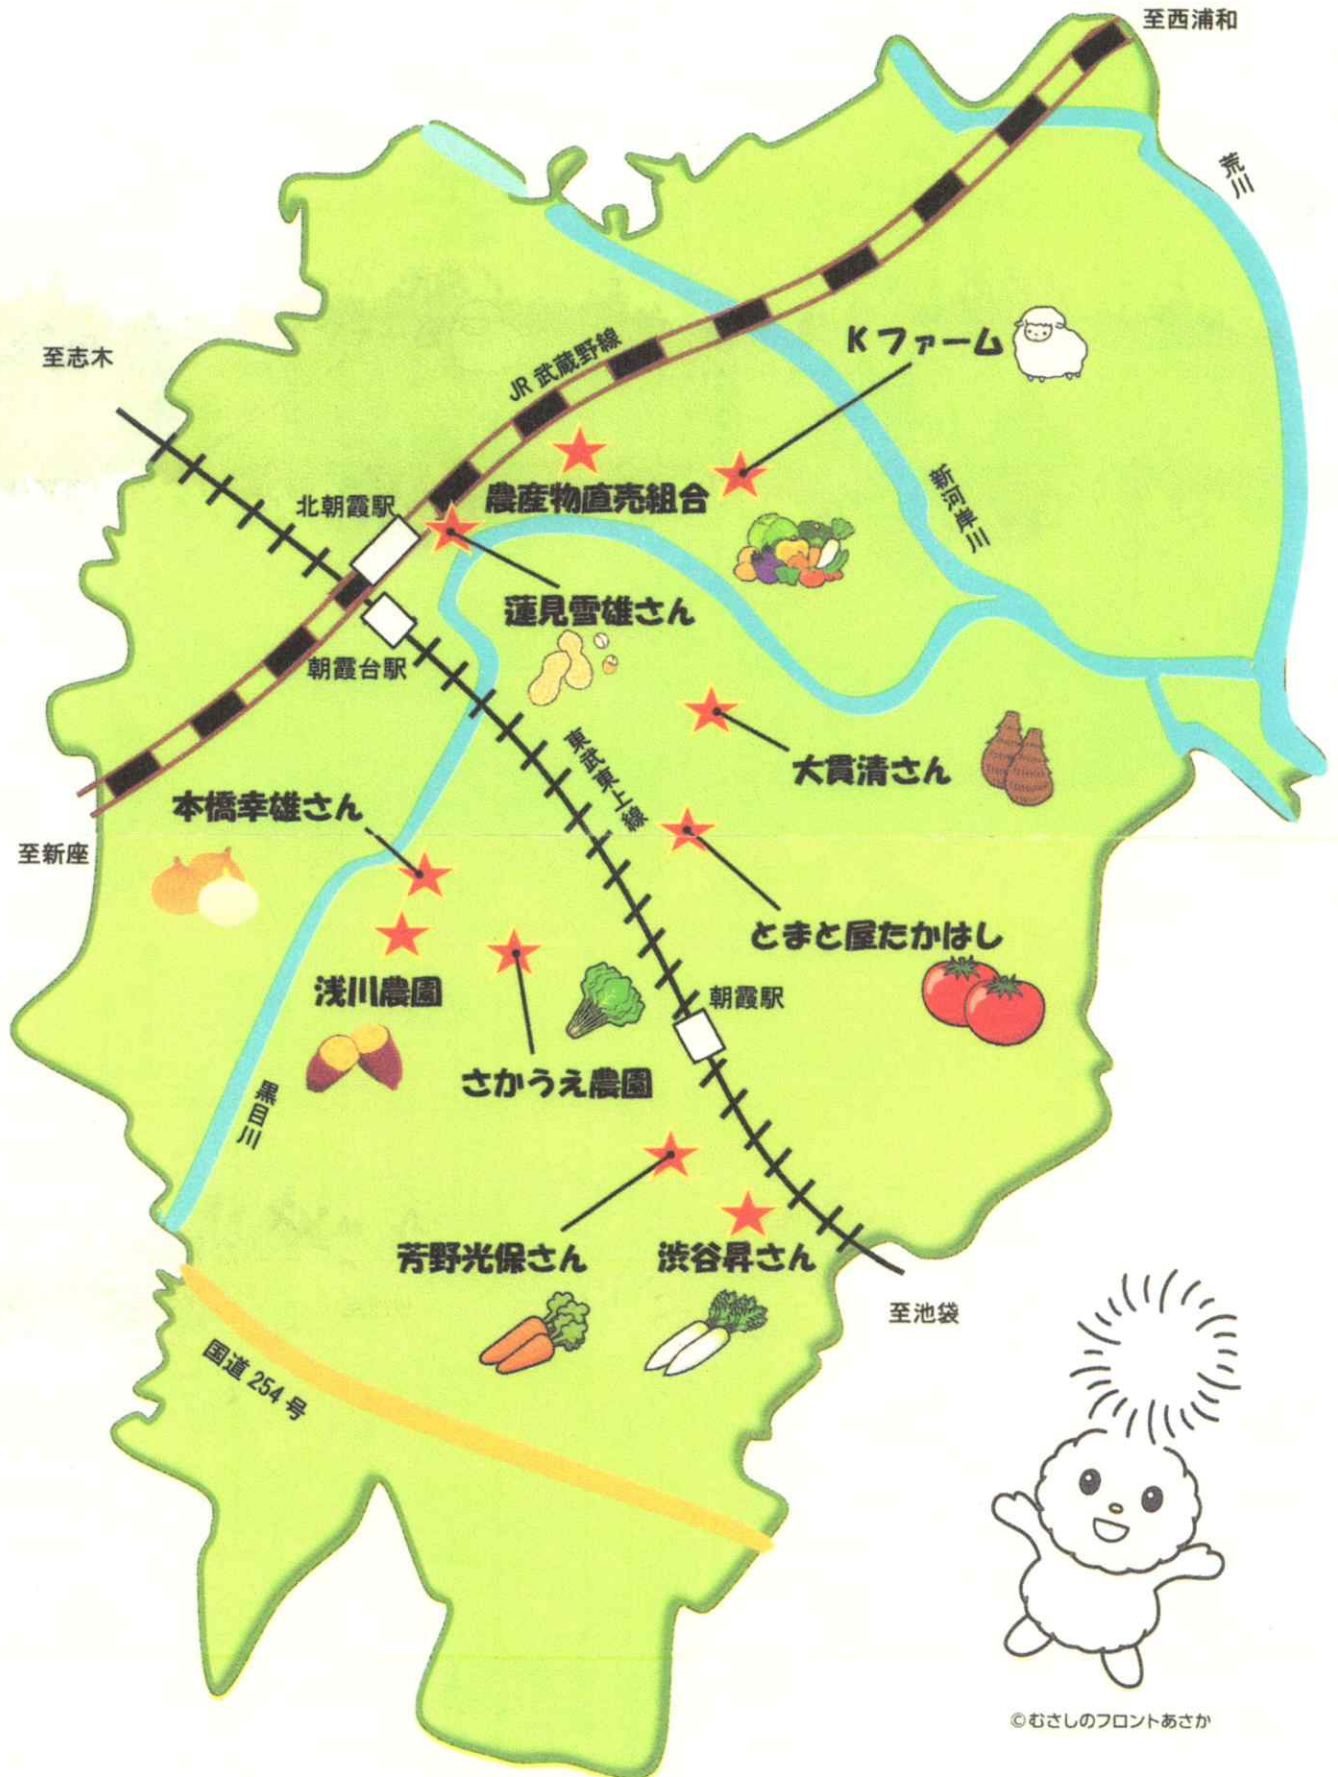 至西浦和
荒川
Kファーム
JR 武蔵野線
至志木
新河岸川
北朝霞駅
農産物直売組合
蓮見雪雄さん
朝霞台駅
東武東上線
大貫清さん
本橋幸雄さん
至新座
とまと屋たかはし
浅川農園
朝霞駅
さかうえ農園
黒目川
芳野光保さん
渋谷昇さん
至池袋
国道 254 号
©むさしのフロントあさか